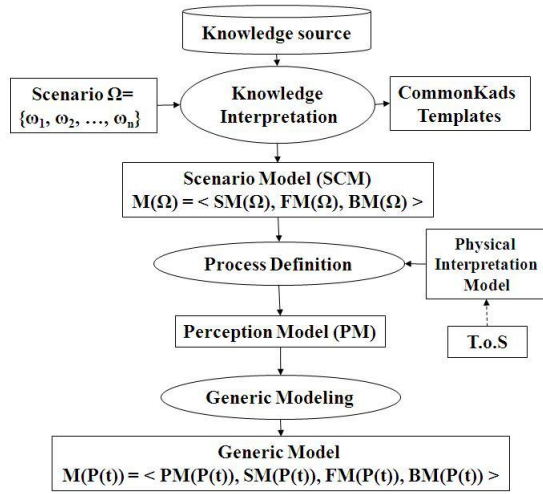 Knowledge source
Scenario Ω=
{ω1, ω2, …, ωn}
Knowledge
Interpretation
CommonKads
Templates
Scenario Model (SCM)
M(Ω) = < SM(Ω), FM(Ω), BM(Ω) >
Process Definition
Physical
Interpretation
Model
T.o.S
Perception Model (PM)
Generic Modeling
Generic Model
M(P(t)) = < PM(P(t)), SM(P(t)), FM(P(t)), BM(P(t)) >